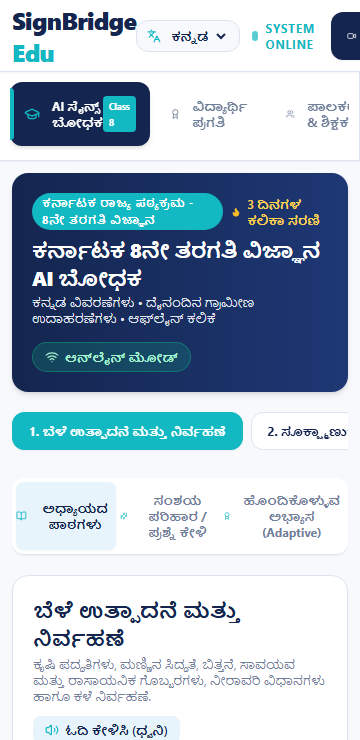 SignBridge
Edu
ಕನ್ನಡ
SYSTEM
ONLINE
AI ಸೈನ್ಸ್
ಬೋಧಕ
Class
8
ವಿದ್ಯಾರ್ಥಿ
ಪ್ರಗತಿ
& ಶಿಕ್ಷಕ
ಕರ್ನಾಟಕ ರಾಜ್ಯ ಪಠ್ಯಕ್ರಮ -
8ನೇ ತರಗತಿ ವಿಜ್ಞಾನ
3 ದಿನಗಳ
ಕಲಿಕಾ ಸರಣಿ
ಕರ್ನಾಟಕ 8ನೇ ತರಗತಿ ವಿಜ್ಞಾನ
AI ಬೋಧಕ
ಕನ್ನಡ ವಿವರಣೆಗಳು • ದೈನಂದಿನ ಗ್ರಾಮೀಣ
ಉದಾಹರಣೆಗಳು • ಆಫ್‌ಲೈನ್ ಕಲಿಕೆ
ಆನ್‌ಲೈನ್ ಮೋಡ್
1. ಬೆಳೆ ಉತ್ಪಾದನೆ ಮತ್ತು ನಿರ್ವಹಣೆ
2.
ಅಧ್ಯಾಯದ
ಪಾಠಗಳು
ಸಂಶಯ
ಪರಿಹಾರ /
ಪ್ರಶ್ನೆ ಕೇಳಿ
ಹೊಂದಿಕೊಳ್ಳುವ
ಅಭ್ಯಾಸ
(Adaptive)
ಬೆಳೆ ಉತ್ಪಾದನೆ ಮತ್ತು
ನಿರ್ವಹಣೆ
ಕೃಷಿ ಪದ್ಧತಿಗಳು, ಮಣ್ಣಿನ ಸಿದ್ಧತೆ, ಬಿತ್ತನೆ, ಸಾವಯವ
ಮತ್ತು ರಾಸಾಯನಿಕ ಗೊಬ್ಬರಗಳು, ನೀರಾವರಿ ವಿಧಾನಗಳು
ಹಾಗೂ ಕಳೆ ನಿರ್ವಹಣೆ.
ಓದಿ ಕೇಳಿಸಿ (ಧ್ವನಿ)